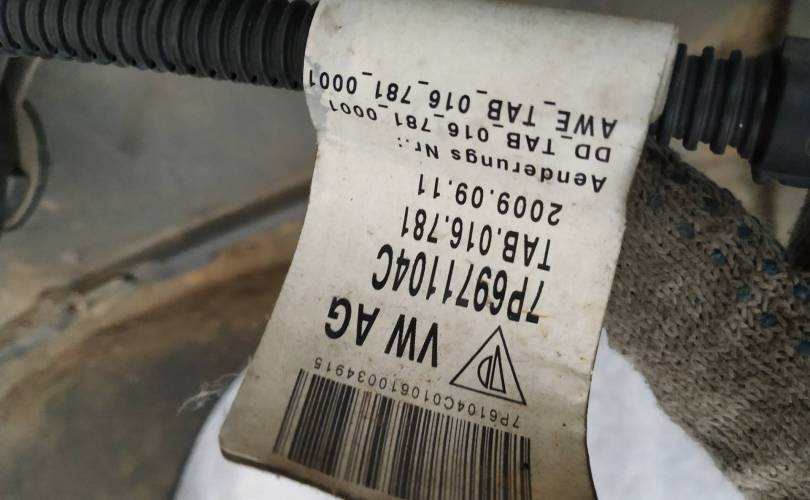 7P6104C0106100034915
VW AG
7P6971104C
TAB.016.781
2009.09.11
Aenderungs Nr.:
DD_TAB_016_781_0001
AWE_TAB_016_781_0001